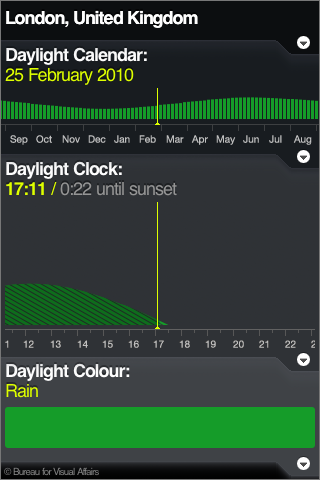 London, United Kingdom
Daylight Calendar:
25 February 2010
Sep Oct Nov Dec Jan Feb Mar Apr May Jun Jul Aug
Daylight Clock:
17:11 / 0:22 until sunset
11 12 13 14 15 16 17 18 19 20 21 22 2
Daylight Colour:
Rain
© Bureau for Visual Affairs